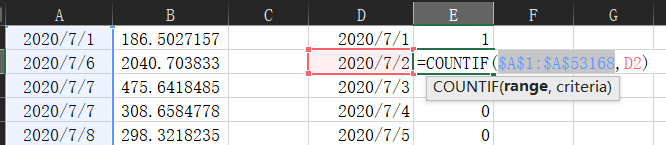 A B C D E F G
2020/7/1 186.5027157 2020/7/1 1
2020/7/6 2040.703833 2020/7/2 =COUNTIF($A$1:$A$53168,D2)
2020/7/7 475.6418485 2020/7/3 COUNTIF(range, criteria)
2020/7/7 308.6584778 2020/7/4 0
2020/7/8 298.3218235 2020/7/5 0